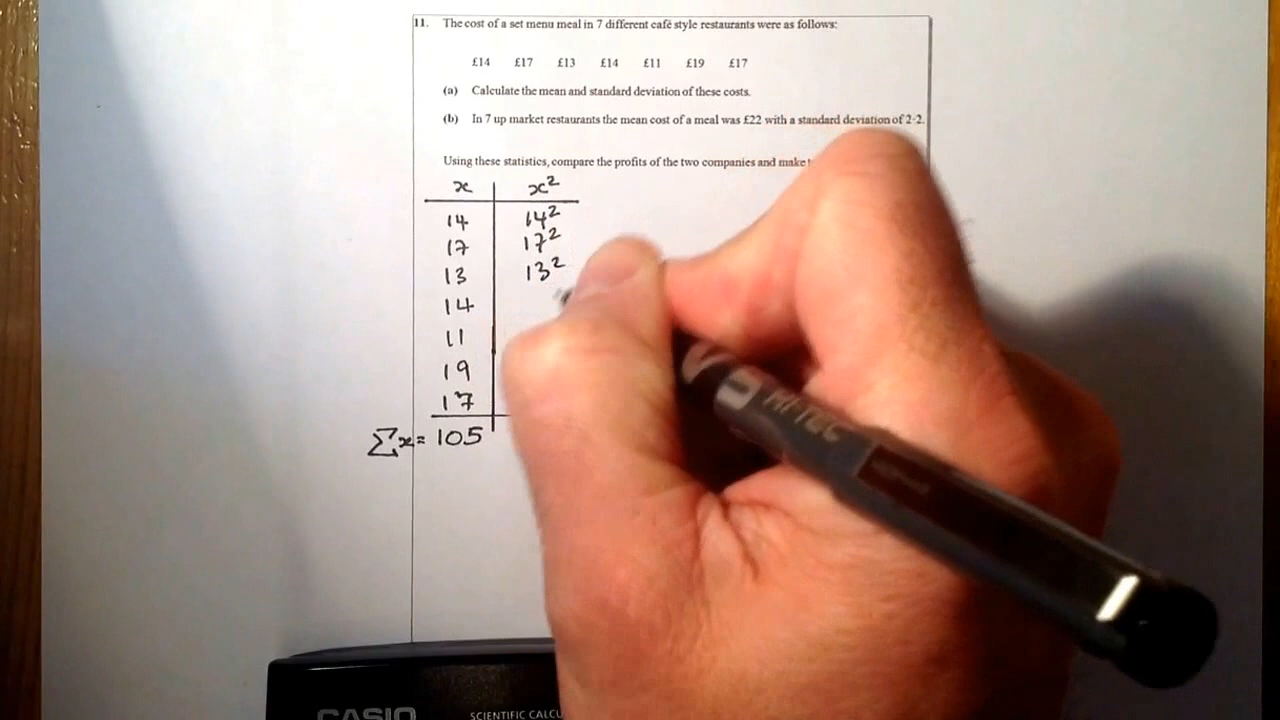 11. The cost of a set menu meal in 7 different café style restaurants were as follows:
£14 £17 £13 £14 £11 £19 £17
(a) Calculate the mean and standard deviation of these costs.
(b) In 7 up market restaurants the mean cost of a meal was £22 with a standard deviation of 2·2.
Using these statistics, compare the profits of the two companies and make
x x²
14 14²
17 17²
13 13²
14
11
19
17
∑x= 105
HI-TEC
CASIO SCIENTIFIC CALCU